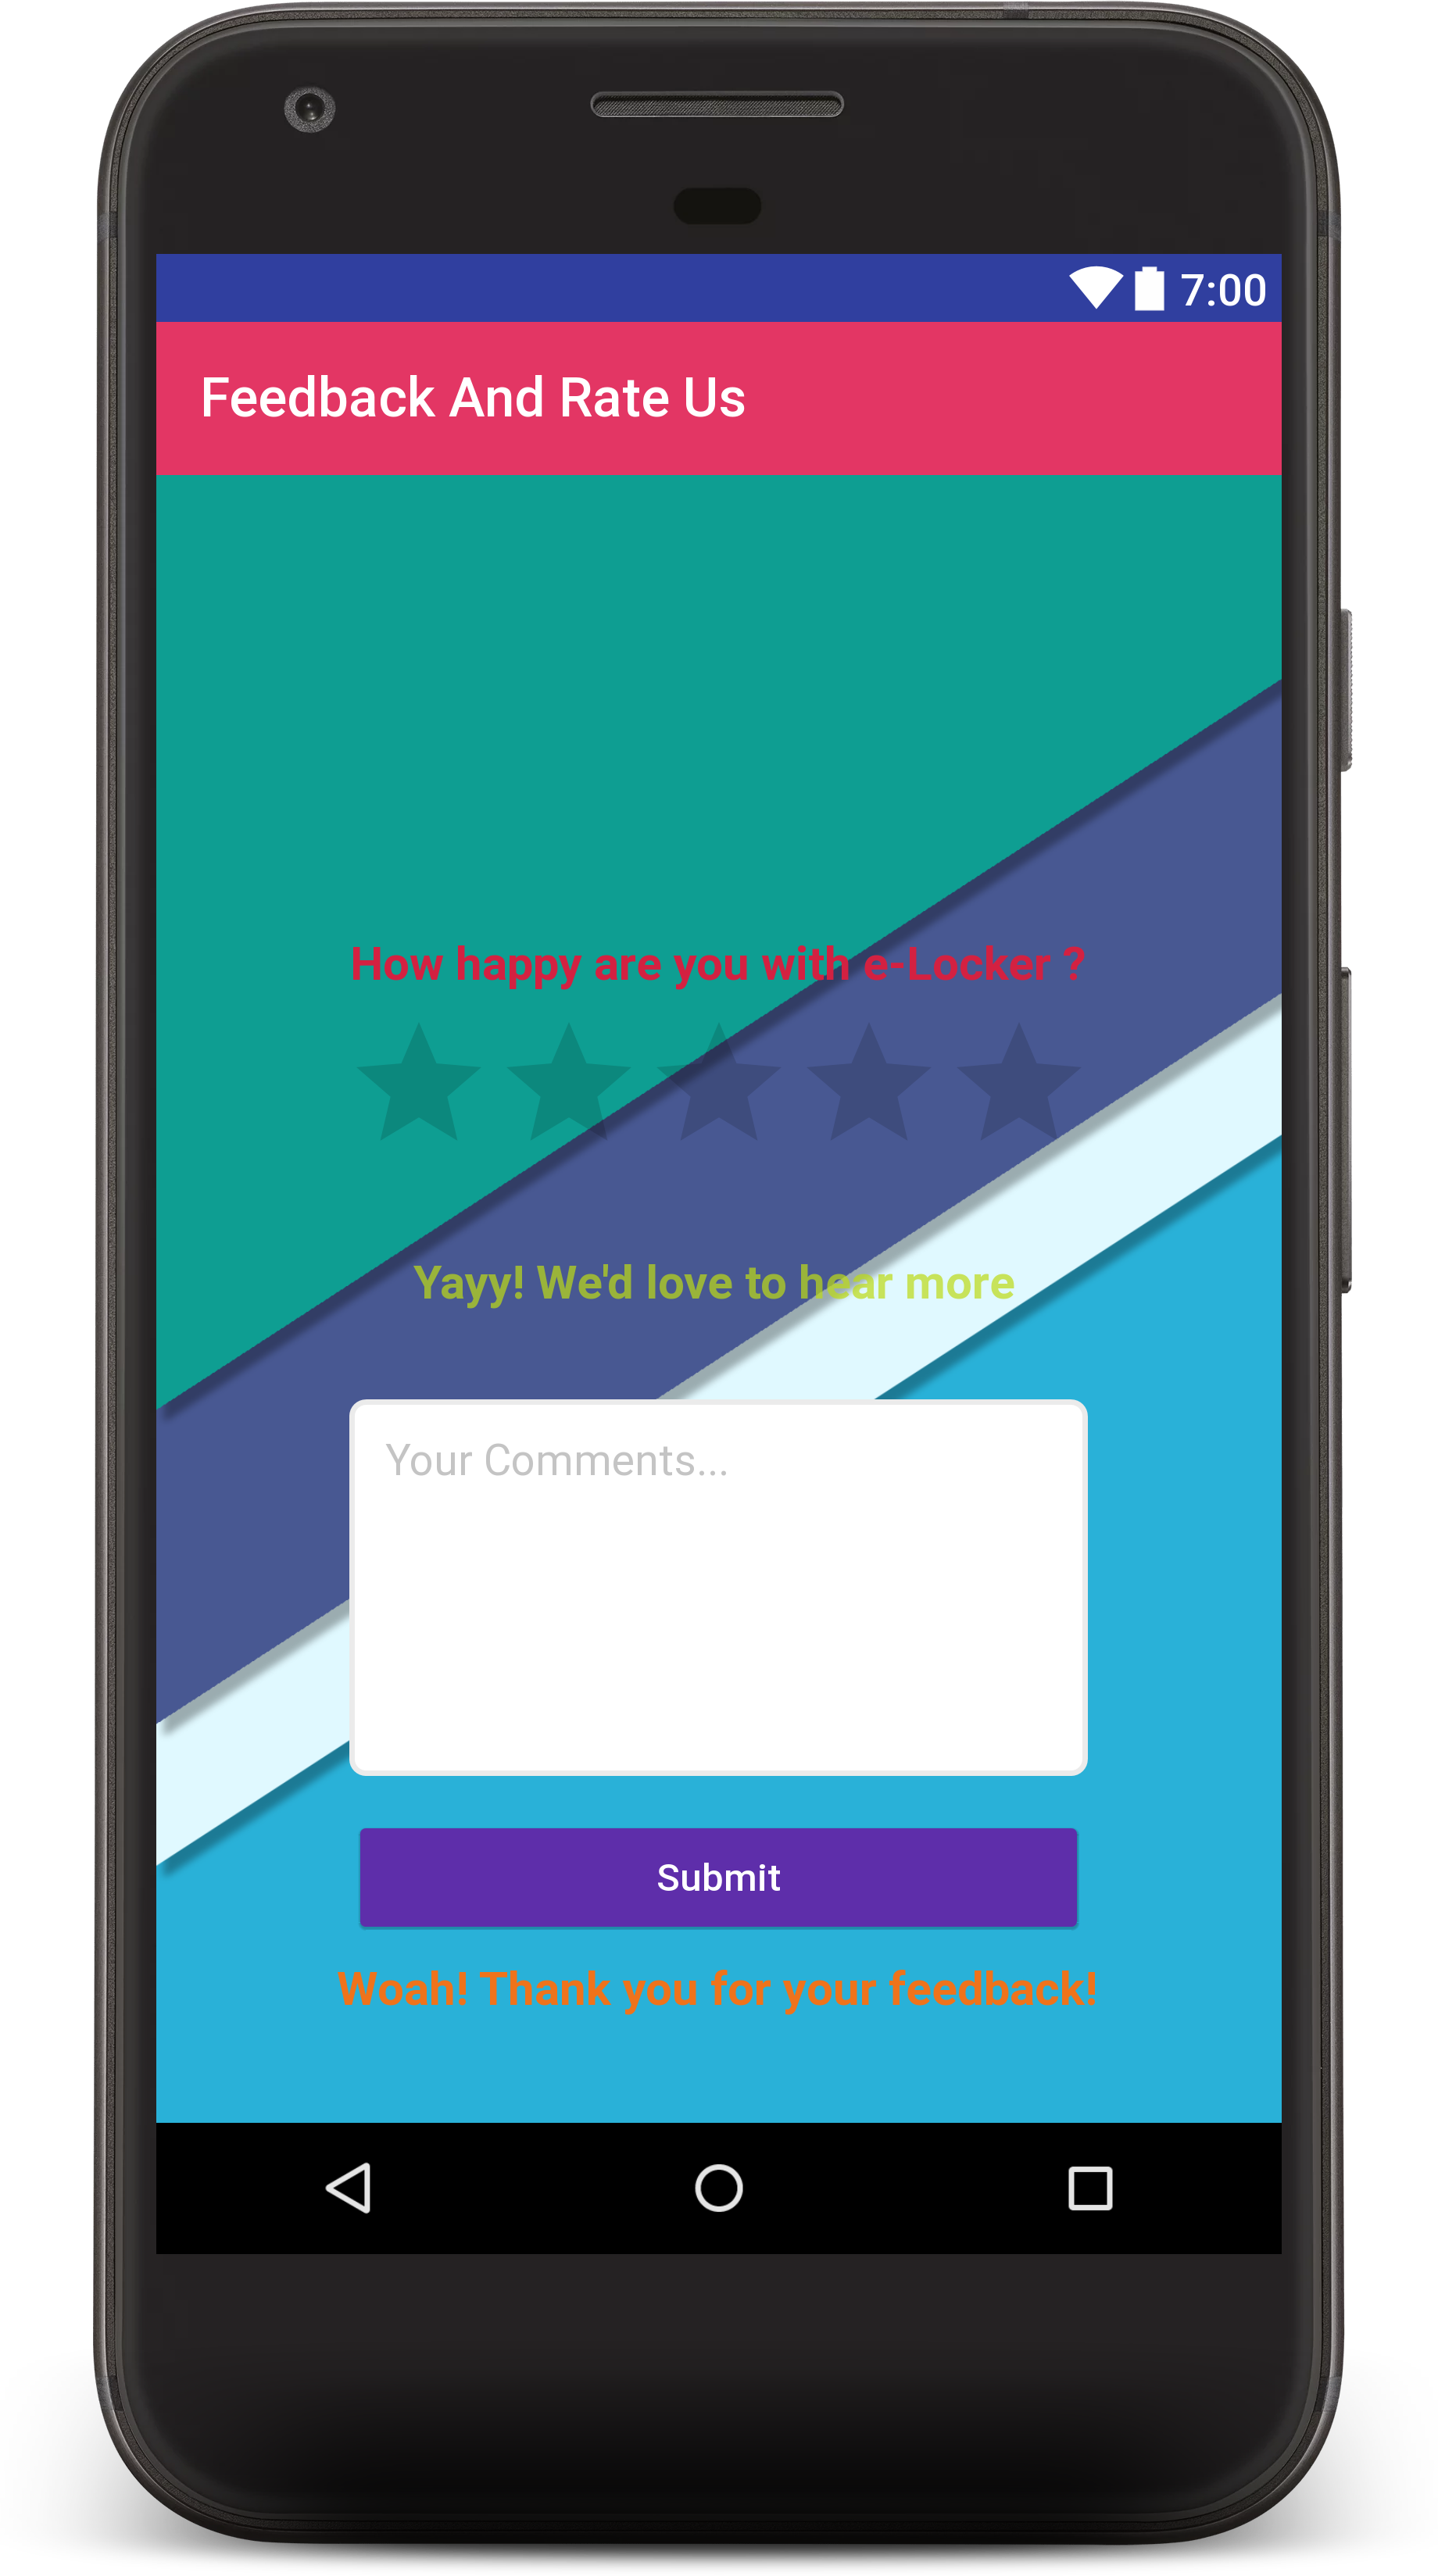 7:00
Feedback And Rate Us
How happy are you with e-Locker ?
Yayy! We'd love to hear more
Your Comments...
Submit
Woah! Thank you for your feedback!